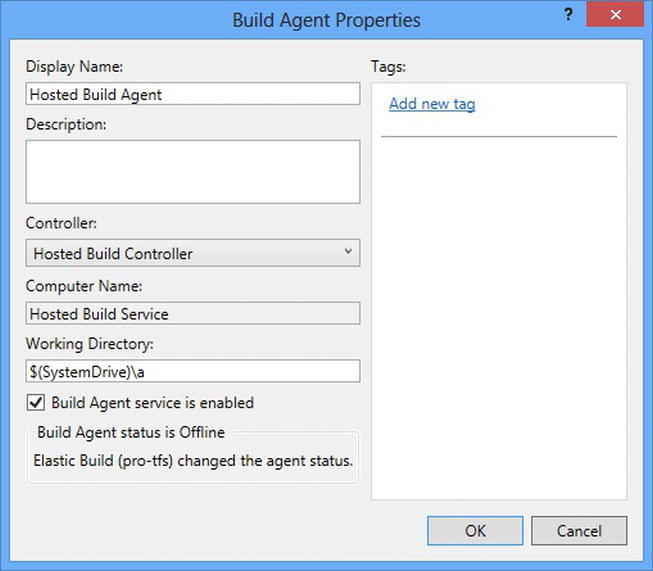 Build Agent Properties
?
Display Name:
Hosted Build Agent
Description:
Controller:
Hosted Build Controller
Computer Name:
Hosted Build Service
Working Directory:
$(SystemDrive)\a
Build Agent service is enabled
Build Agent status is Offline
Elastic Build (pro-tfs) changed the agent status.
Tags:
Add new tag
OK
Cancel